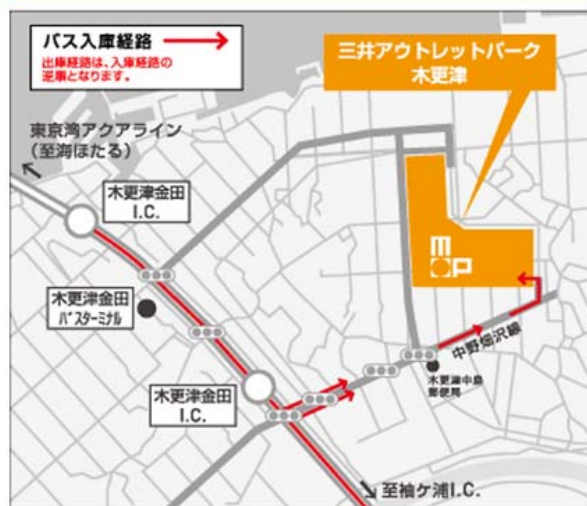 バス入庫経路
出庫経路は、入庫経路の
逆順となります。
三井アウトレットパーク
木更津
東京湾アクアライン
（至海ほたる）
木更津金田
I.C.
木更津金田
バスターミナル
木更津金田
I.C.
中野畑沢線
木更津中島
郵便局
至袖ケ浦I.C.
m
OP